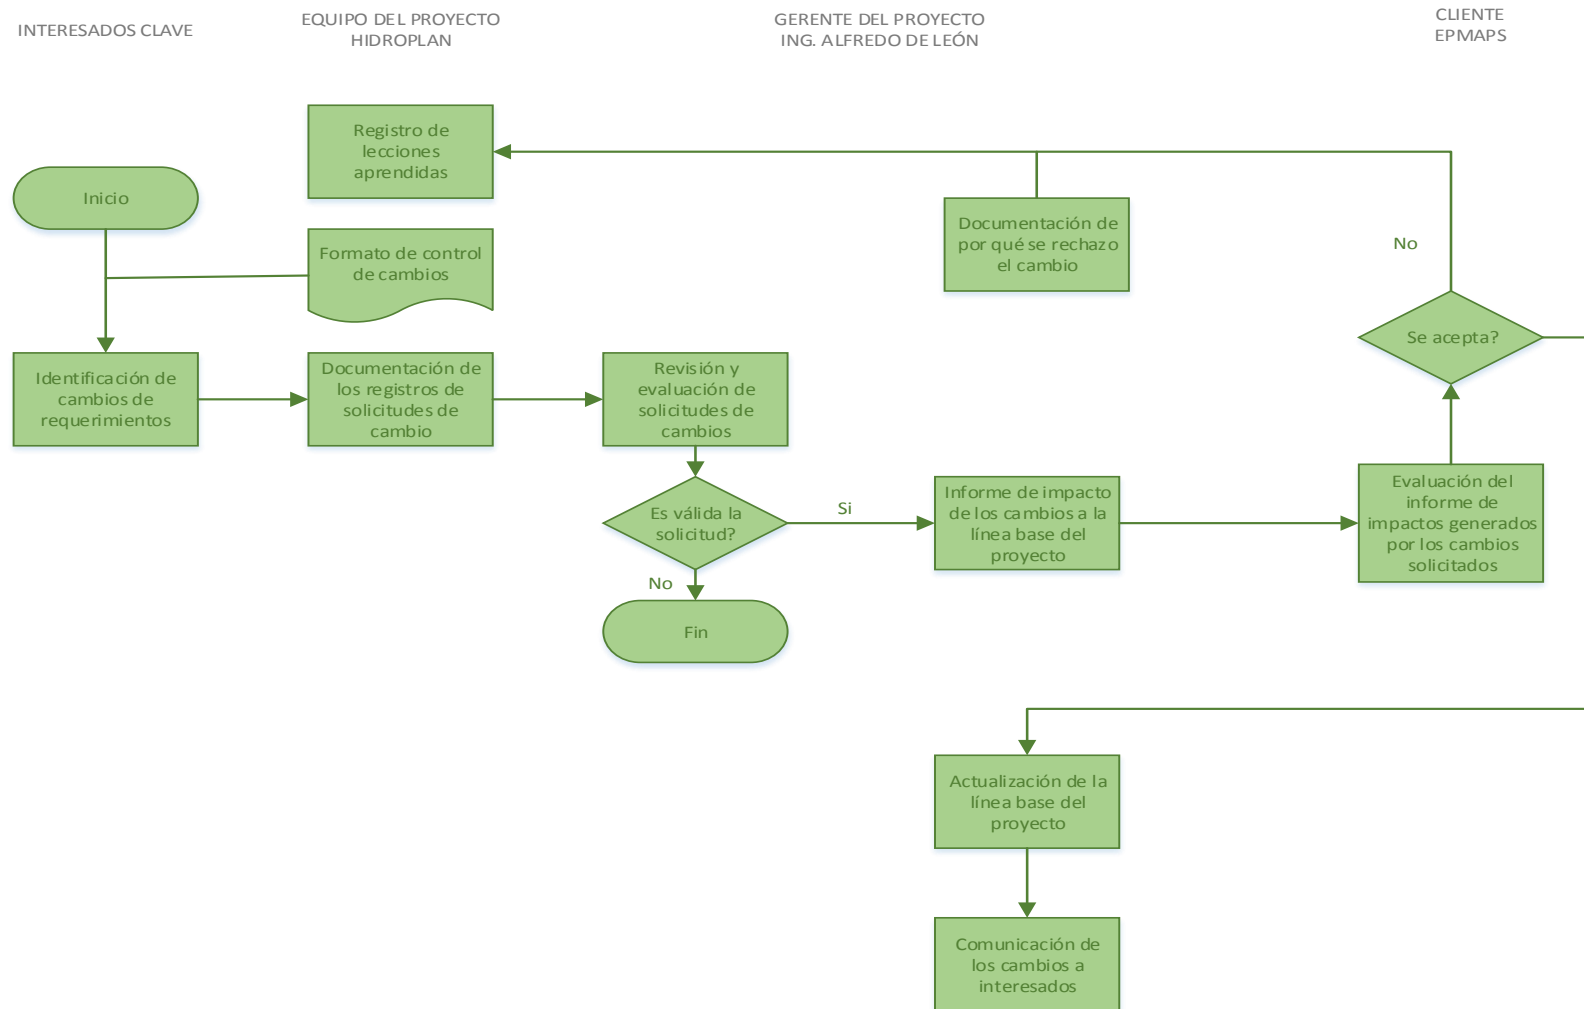 INTERESADOS CLAVE
EQUIPO DEL PROYECTO
HIDROPLAN
GERENTE DEL PROYECTO
ING. ALFREDO DE LEÓN
CLIENTE
EPMAPS
Registro de
lecciones
aprendidas
Inicio
Documentación de
por qué se rechazo
el cambio
No
Formato de control
de cambios
Se acepta?
Identificación de
cambios de
requerimientos
Documentación de
los registros de
solicitudes de
cambio
Revisión y
evaluación de
solicitudes de
cambios
Es válida la
solicitud?
Si
Informe de impacto
de los cambios a la
línea base del
proyecto
Evaluación del
informe de
impactos generados
por los cambios
solicitados
No
Fin
Actualización de la
línea base del
proyecto
Comunicación de
los cambios a
interesados